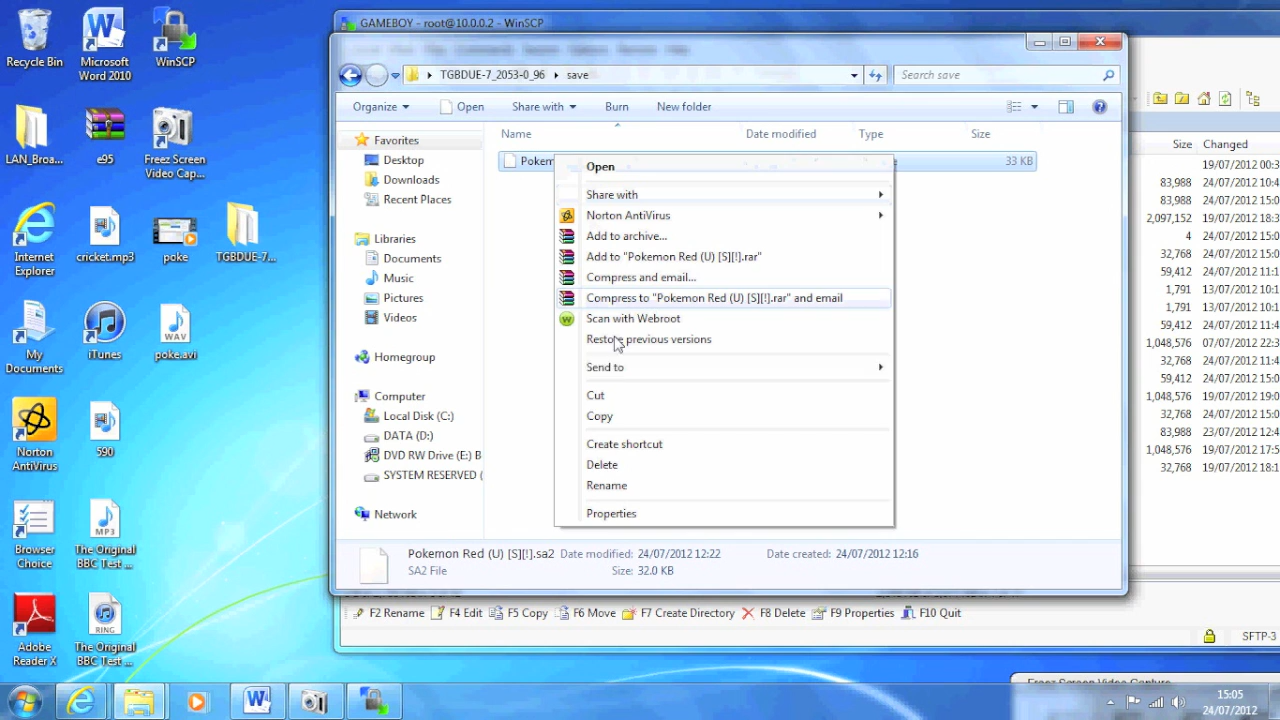 Recycle Bin
Microsoft
Word 2010
WinSCP
LAN_Broa...
e95
Freez Screen
Video Cap...
Internet
Explorer
cricket.mp3
poke
TGBDUE-7...
My
Documents
iTunes
WAV
poke.avi
Norton
AntiVirus
590
Browser
Choice
MP3
The Original
BBC Test ...
Adobe
Reader X
RING
The Original
BBC Test ...
GAMEBOY - root@10.0.0.2 - WinSCP
TGBDUE-7_2053-0_96 save
Search save
Organize Open Share with Burn New folder
Name Date modified Type Size
33 KB
Favorites
Desktop
Downloads
Recent Places
Libraries
Documents
Music
Pictures
Videos
Homegroup
Computer
Local Disk (C:)
DATA (D:)
DVD RW Drive (E:) B
SYSTEM RESERVED (
Network
Open
Share with
Norton AntiVirus
Add to archive...
Add to "Pokemon Red (U) [S][!].rar"
Compress and email...
Compress to "Pokemon Red (U) [S][!].rar" and email
Scan with Webroot
Restore previous versions
Send to
Cut
Copy
Create shortcut
Delete
Rename
Properties
Pokemon Red (U) [S][!].sa2 Date modified: 24/07/2012 12:22 Date created: 24/07/2012 12:16
SA2 File Size: 32.0 KB
Size Changed
19/07/2012 00:3
83,988 24/07/2012 10:4
83,988 24/07/2012 15:0
2,097,152 19/07/2012 18:3
4 24/07/2012 15:0
32,768 24/07/2012 11:1
59,412 24/07/2012 11:1
1,791 13/07/2012 10:1
1,791 13/07/2012 10:1
59,412 24/07/2012 11:1
1,048,576 07/07/2012 22:3
32,768 24/07/2012 11:4
59,412 24/07/2012 15:0
1,048,576 19/07/2012 19:0
32,768 24/07/2012 15:0
83,988 23/07/2012 12:4
1,048,576 19/07/2012 17:5
32,768 19/07/2012 18:1
F2 Rename F4 Edit F5 Copy F6 Move F7 Create Directory F8 Delete F9 Properties F10 Quit
SFTP-3
Freez Screen Video Capture
15:05
24/07/2012